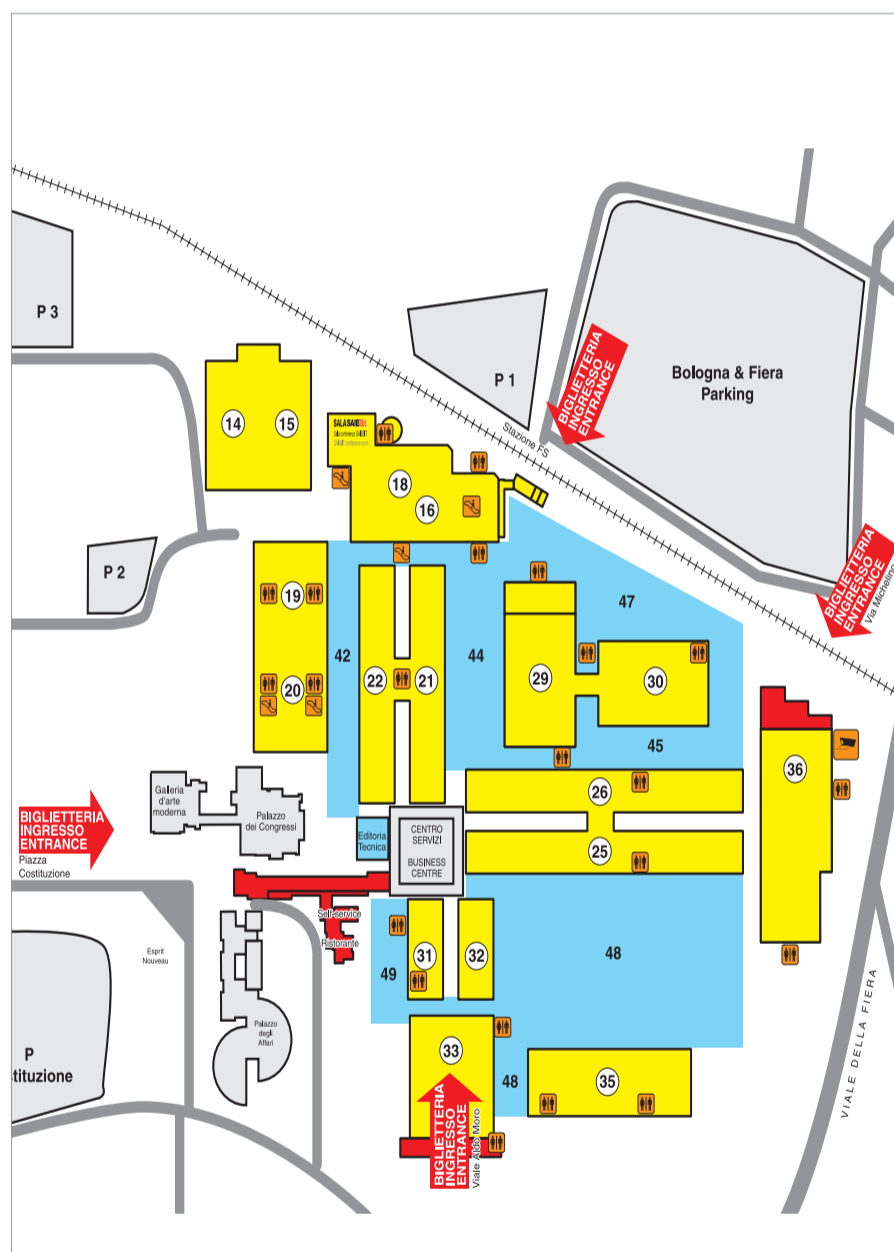 P 3
P 1
Bologna & Fiera
Parking
BIGLIETTERIA
INGRESSO
ENTRANCE
Stazione FS
14
15
SALA SAIE
18
16
P 2
BIGLIETTERIA
INGRESSO
ENTRANCE
Via Michelino
19
20
42
22
21
44
47
29
30
45
36
26
25
Galleria
d'arte
moderna
Palazzo
dei Congressi
BIGLIETTERIA
INGRESSO
ENTRANCE
Piazza
Costituzione
Editoria
Tecnica
CENTRO
SERVIZI
BUSINESS
CENTRE
Self-service
Ristorante
Esprit
Nouveau
Palazzo
degli
Affari
P
stituzione
31
32
49
48
33
48
35
BIGLIETTERIA
INGRESSO
ENTRANCE
Viale Aldo Moro
VIALE DELLA FIERA